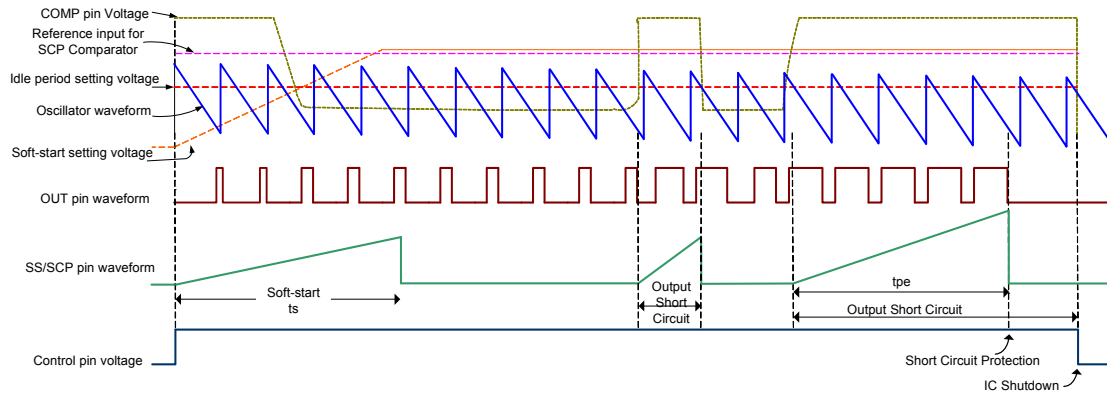 COMP pin Voltage
Reference input for
SCP Comparator
Idle period setting voltage
Oscillator waveform
Soft-start setting voltage
OUT pin waveform
SS/SCP pin waveform
Soft-start
ts
Output
Short
Circuit
tpe
Output Short Circuit
Control pin voltage
Short Circuit Protection
IC Shutdown